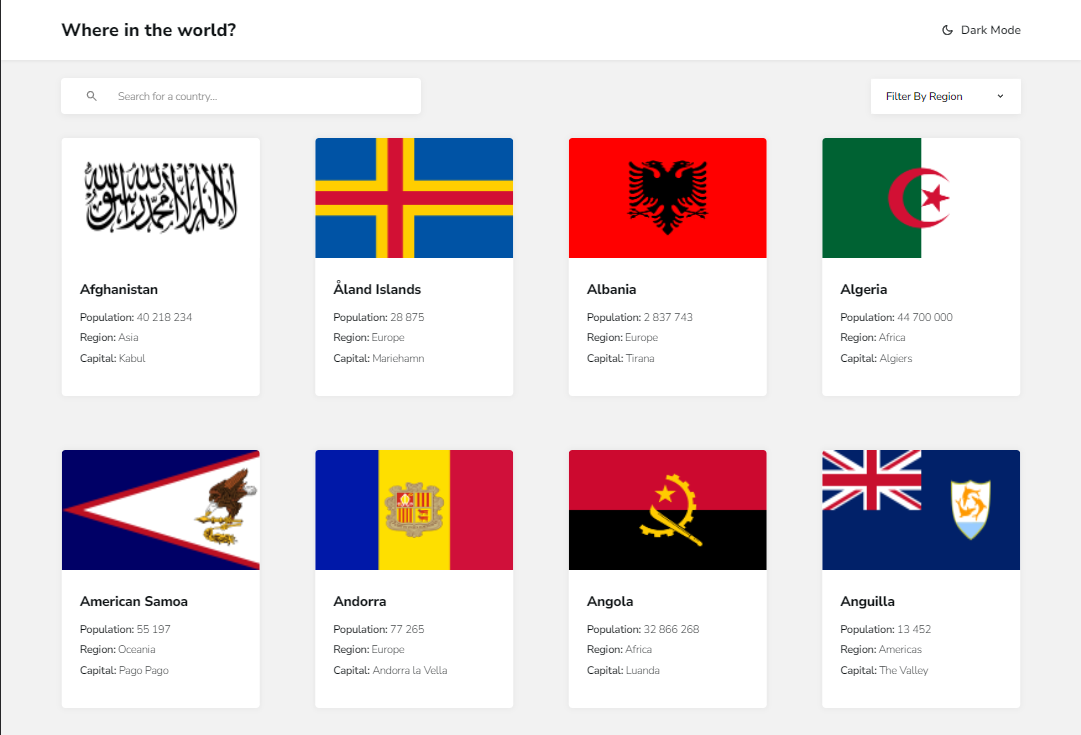 Where in the world?
Dark Mode
Search for a country...
Filter By Region
لا إله إلا الله محمد رسول الله
Afghanistan
Population: 40 218 234
Region: Asia
Capital: Kabul
Åland Islands
Population: 28 875
Region: Europe
Capital: Mariehamn
Albania
Population: 2 837 743
Region: Europe
Capital: Tirana
Algeria
Population: 44 700 000
Region: Africa
Capital: Algiers
American Samoa
Population: 55 197
Region: Oceania
Capital: Pago Pago
Andorra
Population: 77 265
Region: Europe
Capital: Andorra la Vella
Angola
Population: 32 866 268
Region: Africa
Capital: Luanda
Anguilla
Population: 13 452
Region: Americas
Capital: The Valley